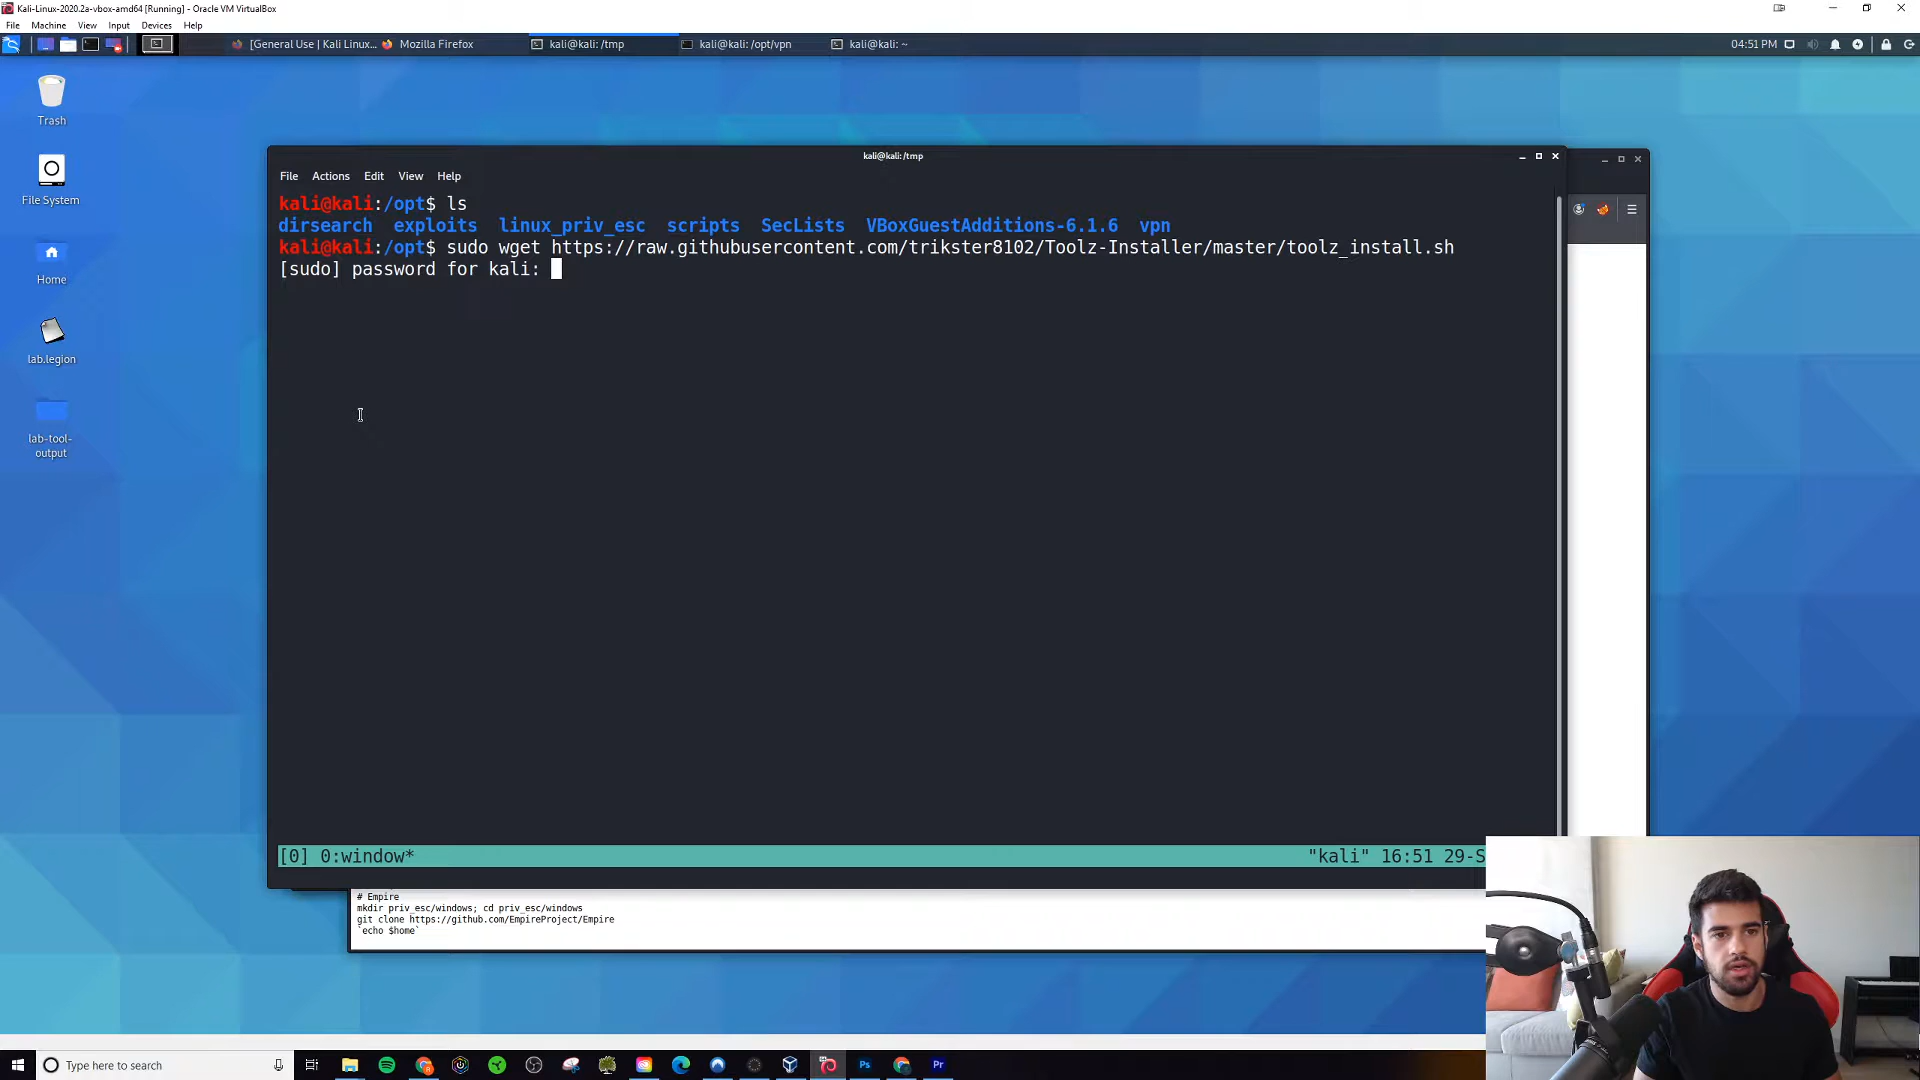 Kali-Linux-2020.2a-vbox-amd64 [Running] - Oracle VM VirtualBox
File Machine View Input Devices Help
[General Use | Kali Linux... Mozilla Firefox kali@kali: /tmp kali@kali: /opt/vpn kali@kali: ~ 04:51 PM
Trash
File System
Home
lab.legion
lab-tool-
output
kali@kali: /tmp
File Actions Edit View Help
kali@kali:/opt$ ls
dirsearch exploits linux_priv_esc scripts SecLists VBoxGuestAdditions-6.1.6 vpn
kali@kali:/opt$ sudo wget https://raw.githubusercontent.com/trikster8102/Toolz-Installer/master/toolz_install.sh
[sudo] password for kali:
[0] 0:window* "kali" 16:51 29-S
# Empire
mkdir priv_esc/windows; cd priv_esc/windows
git clone https://github.com/EmpireProject/Empire
`echo $home`
Type here to search
Ps Pr